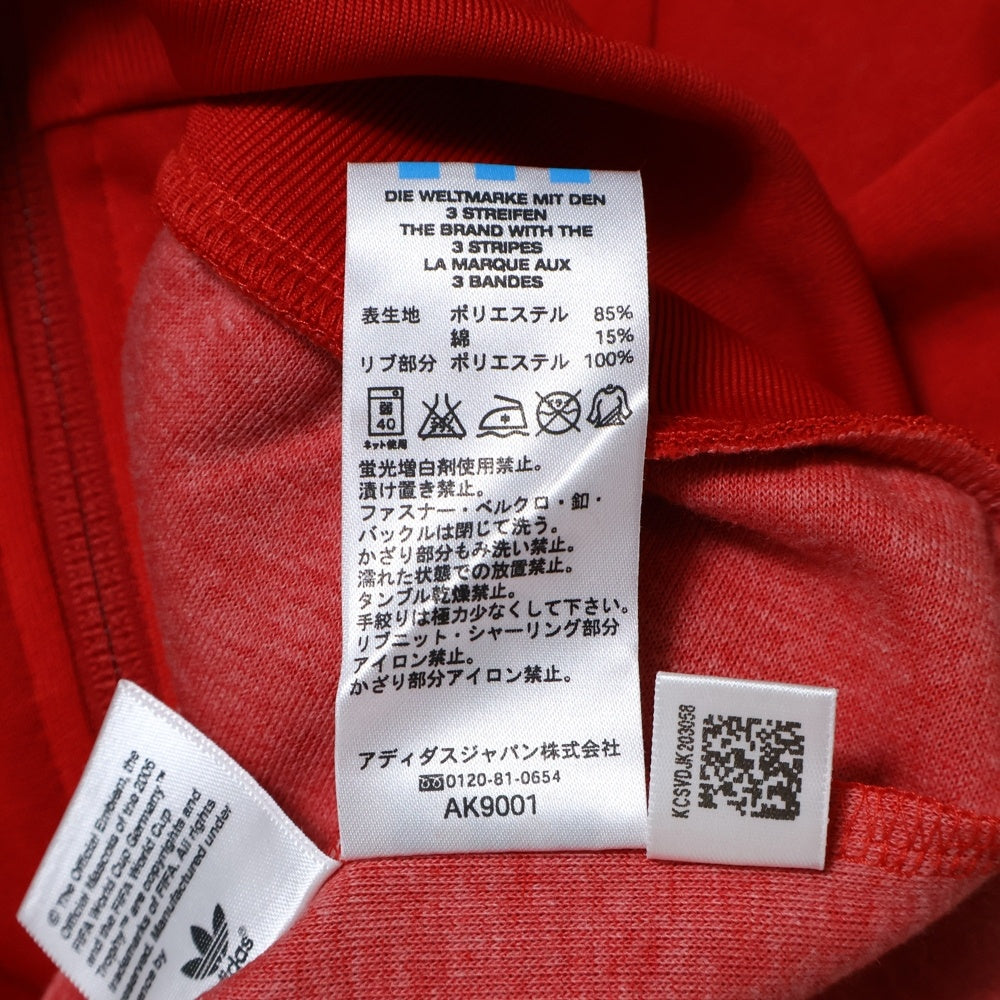 DIE WELTMARKE MIT DEN
3 STREIFEN
THE BRAND WITH THE
3 STRIPES
LA MARQUE AUX
3 BANDES
表生地 ポリエステル 85%
綿 15%
リブ部分 ポリエステル 100%
弱
40
ネット使用
蛍光増白剤使用禁止。
漬け置き禁止。
ファスナー・ベルクロ・釦・
バックルは閉じて洗う。
かざり部分もみ洗い禁止。
濡れた状態での放置禁止。
タンブル乾燥禁止。
手絞りは極力少なくして下さい。
リブニット・シャーリング部分
アイロン禁止。
かざり部分アイロン禁止。
アディダスジャパン株式会社
0120-81-0654
AK9001
KCSVDJK203058
© The Official Emblem, the
Official Mascots of the 2006
FIFA World Cup Germany™
and the FIFA World Cup
Trophy™ are copyrights and
trademarks of FIFA. All rights
reserved. Manufactured under
by
adidas